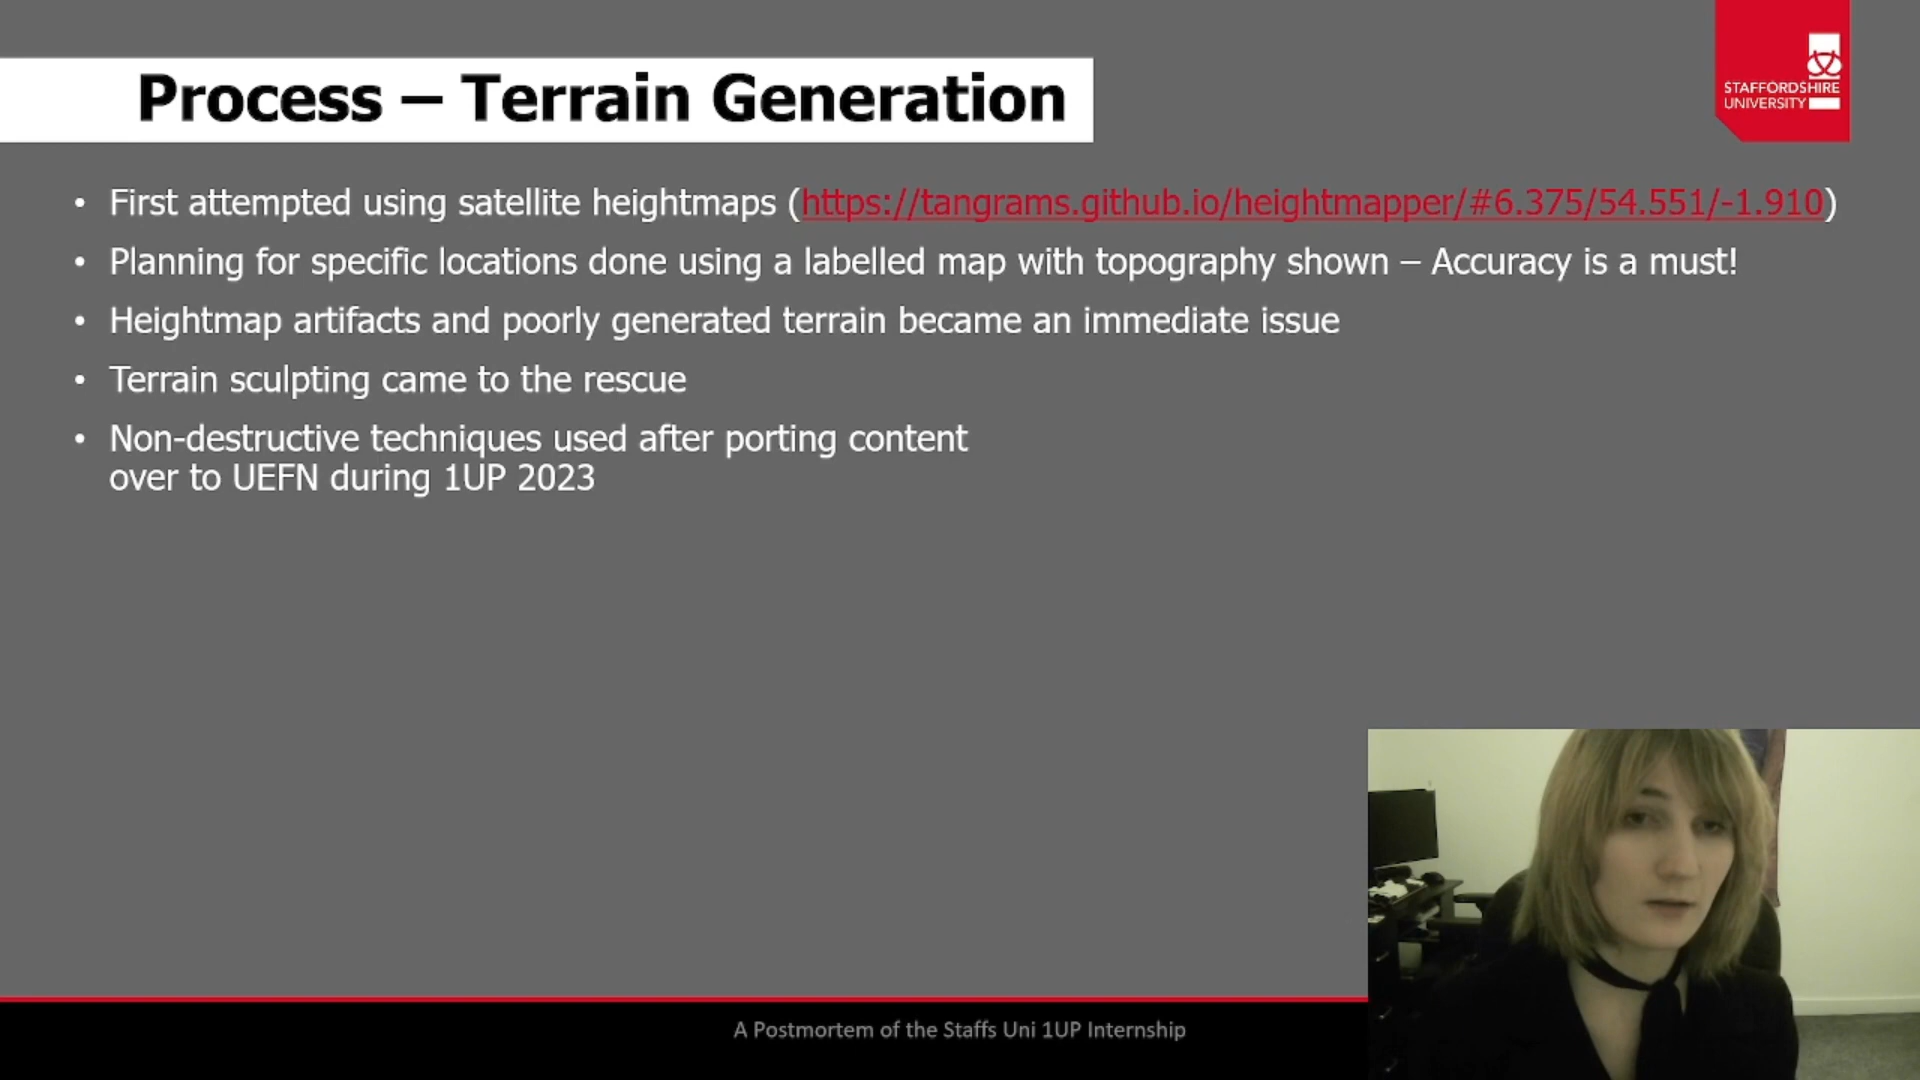 Process – Terrain Generation
STAFFORDSHIRE
UNIVERSITY
• First attempted using satellite heightmaps (https://tangrams.github.io/heightmapper/#6.375/54.551/-1.910)
• Planning for specific locations done using a labelled map with topography shown – Accuracy is a must!
• Heightmap artifacts and poorly generated terrain became an immediate issue
• Terrain sculpting came to the rescue
• Non-destructive techniques used after porting content
over to UEFN during 1UP 2023
A Postmortem of the Staffs Uni 1UP Internship